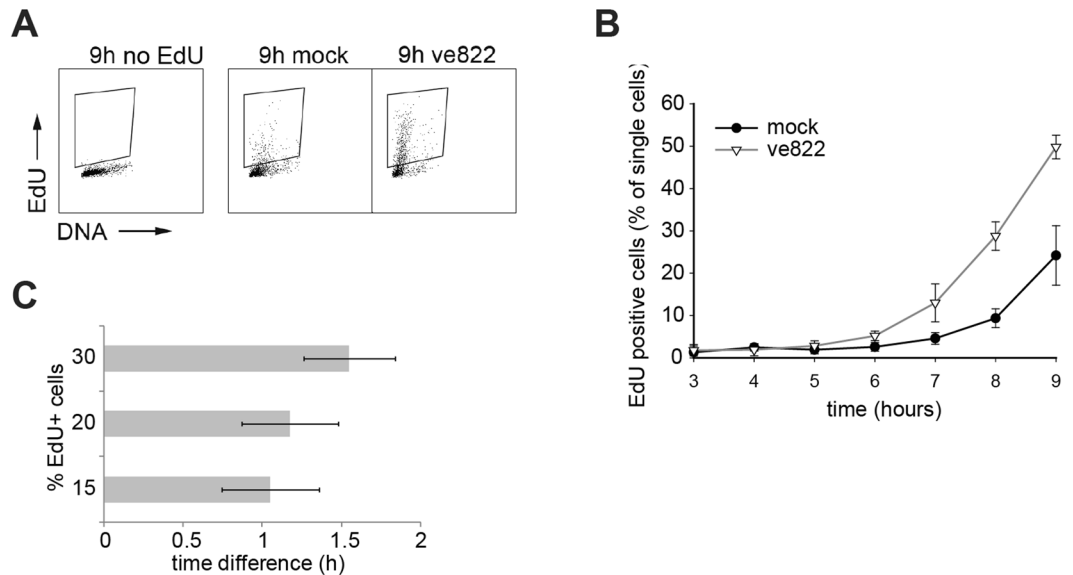 A
9h no EdU
9h mock
9h ve822
EdU
DNA
B
EdU positive cells (% of single cells)
60
50
40
30
20
10
0
mock
ve822
3 4 5 6 7 8 9
time (hours)
C
% EdU+ cells
30
20
15
0 0.5 1 1.5 2
time difference (h)